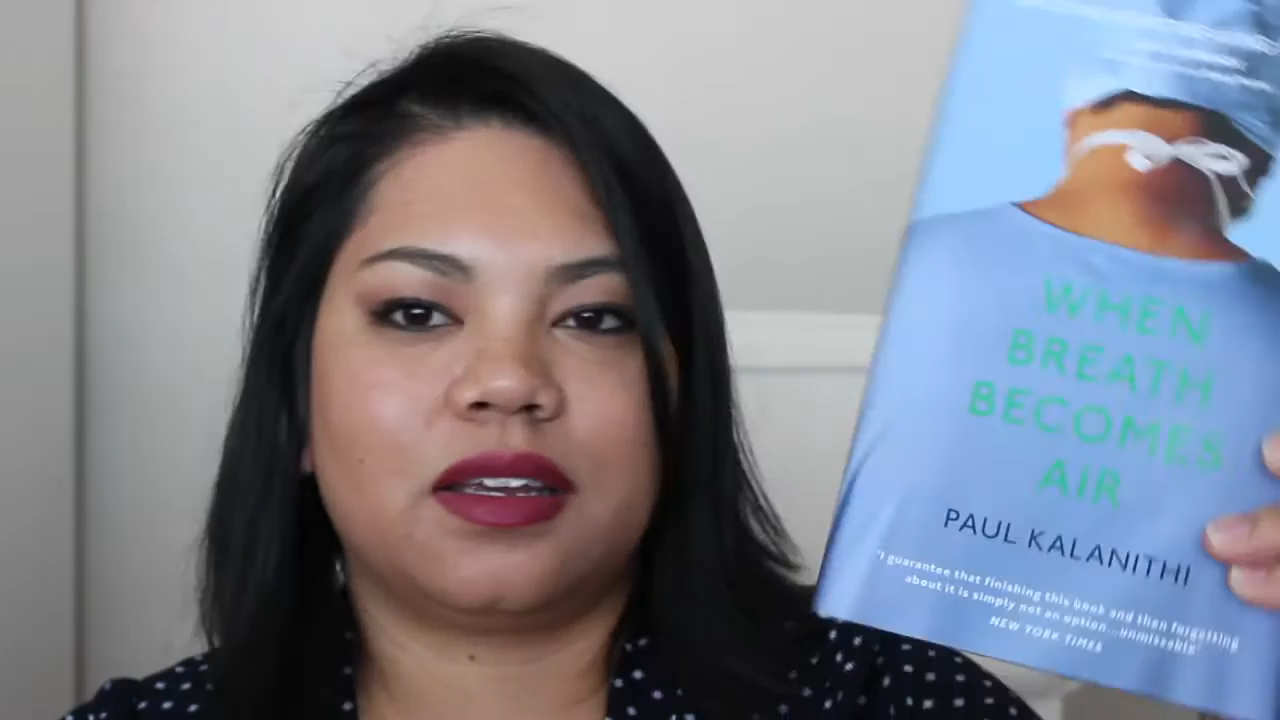 WHEN
BREATH
BECOMES
AIR
PAUL KALANITHI
"I guarantee that finishing this book and then forgetting
about it is simply not an option...unmissable"
NEW YORK TIMES